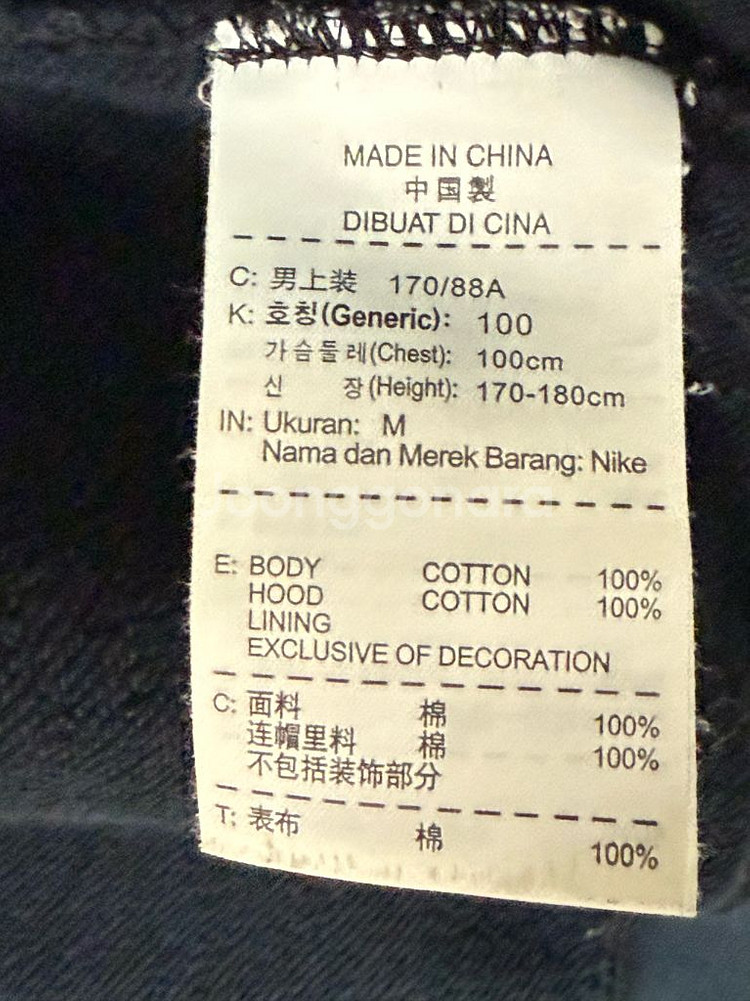 MADE IN CHINA
中国製
DIBUAT DI CINA
C: 男上装 170/88A
K: 호칭(Generic): 100
가슴둘레(Chest): 100cm
신 장(Height): 170-180cm
IN: Ukuran: M
Nama dan Merek Barang: Nike
E: BODY COTTON 100%
HOOD COTTON 100%
LINING
EXCLUSIVE OF DECORATION
C: 面料 棉 100%
连帽里料 棉 100%
不包括装饰部分
T: 表布 棉 100%